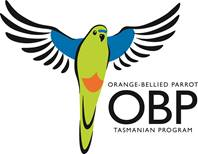 ORANGE-BELLIED PARROT
OBP
TASMANIAN PROGRAM